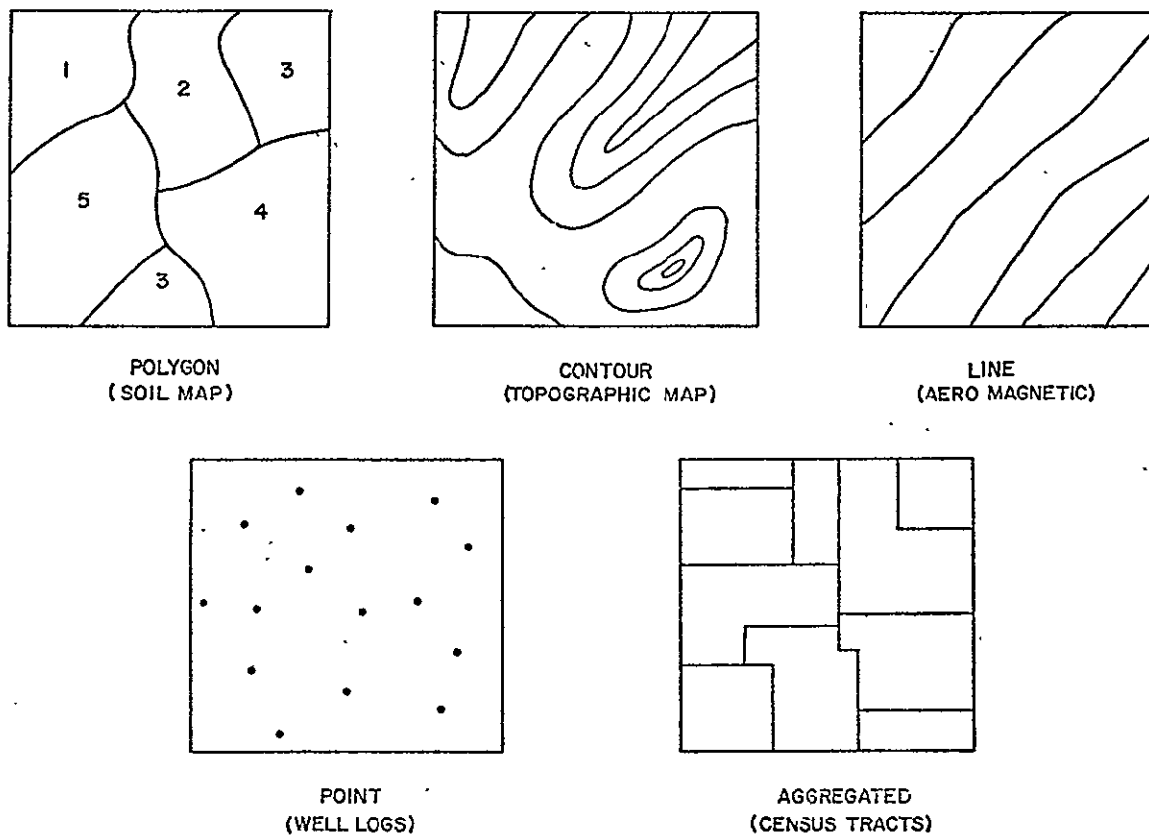 1
2
3
5
4
3
POLYGON
(SOIL MAP)
CONTOUR
(TOPOGRAPHIC MAP)
LINE
(AERO MAGNETIC)
POINT
(WELL LOGS)
AGGREGATED
(CENSUS TRACTS)